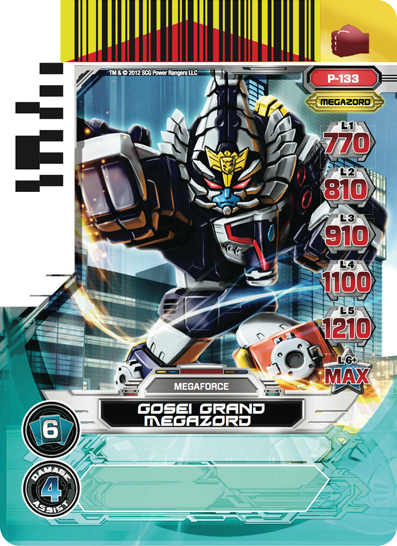 TM & © 2012 SCG Power Rangers LLC
P-133
MEGAZORD
L1
770
L2
810
L3
910
L4
1100
L5
1210
L6+
MAX
MEGAFORCE
GOSEI GRAND
MEGAZORD
6
DAMAGE
4
ASSIST